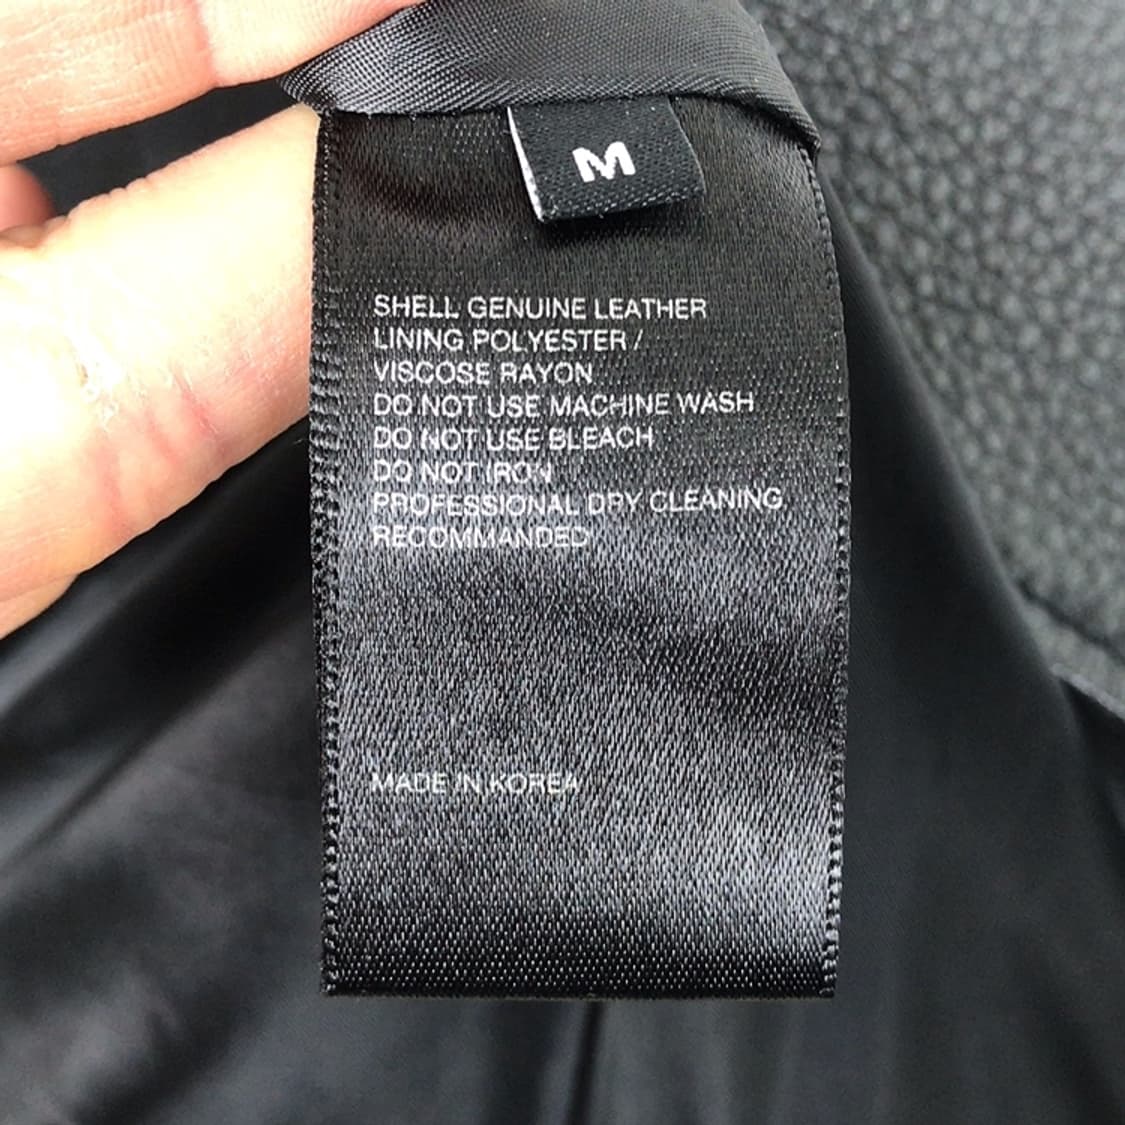 M
SHELL GENUINE LEATHER
LINING POLYESTER /
VISCOSE RAYON
DO NOT USE MACHINE WASH
DO NOT USE BLEACH
DO NOT IRON
PROFESSIONAL DRY CLEANING
RECOMMANDED
MADE IN KOREA